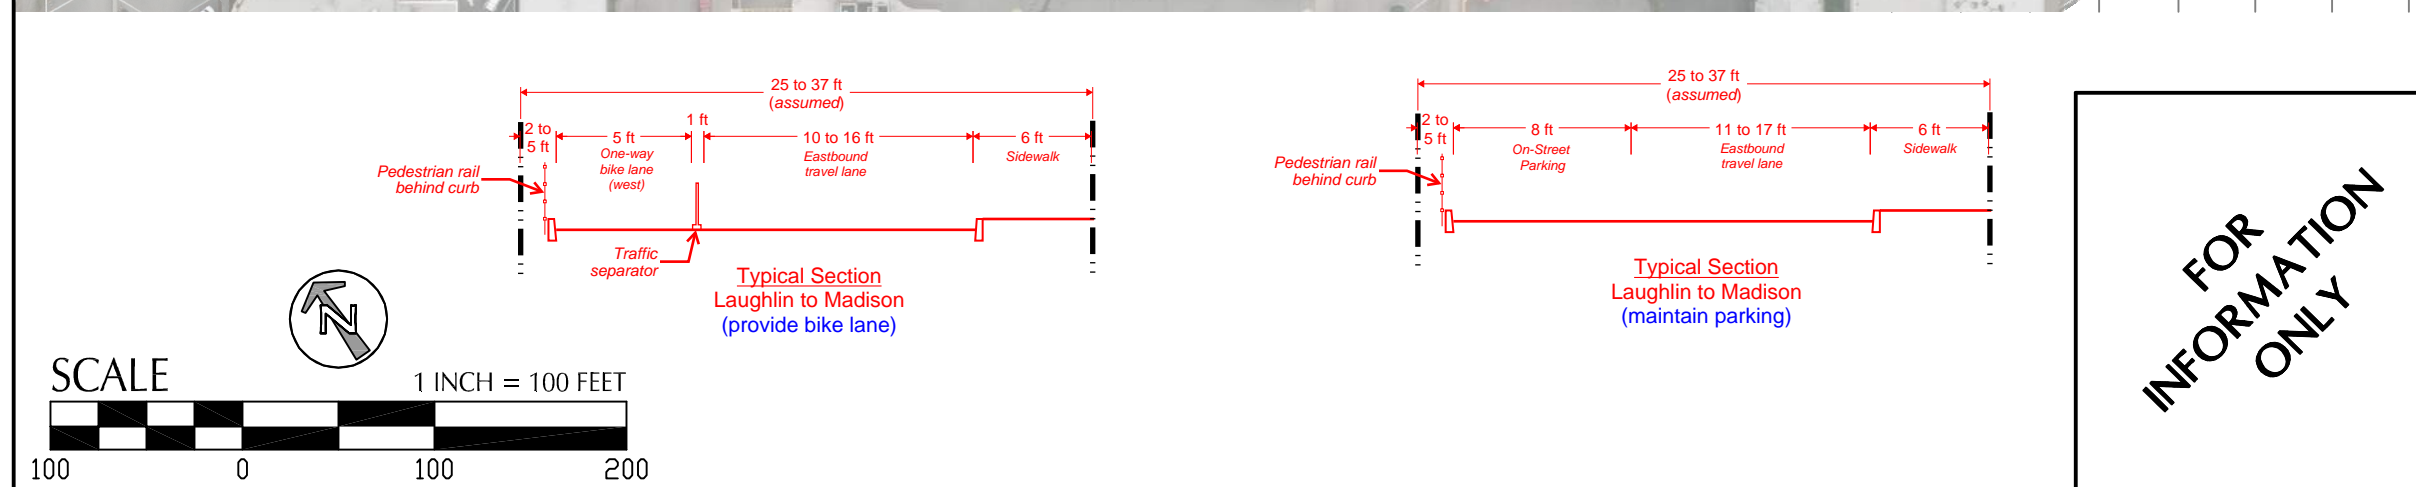 25 to 37 ft
(assumed)
2 to
5 ft
5 ft
One-way
bike lane
(west)
1 ft
10 to 16 ft
Eastbound
travel lane
6 ft
Sidewalk
Pedestrian rail
behind curb
Traffic
separator
Typical Section
Laughlin to Madison
(provide bike lane)
25 to 37 ft
(assumed)
2 to
5 ft
8 ft
On-Street
Parking
11 to 17 ft
Eastbound
travel lane
6 ft
Sidewalk
Pedestrian rail
behind curb
Typical Section
Laughlin to Madison
(maintain parking)
N
SCALE
1 INCH = 100 FEET
100 0 100 200
FOR
INFORMATION
ONLY